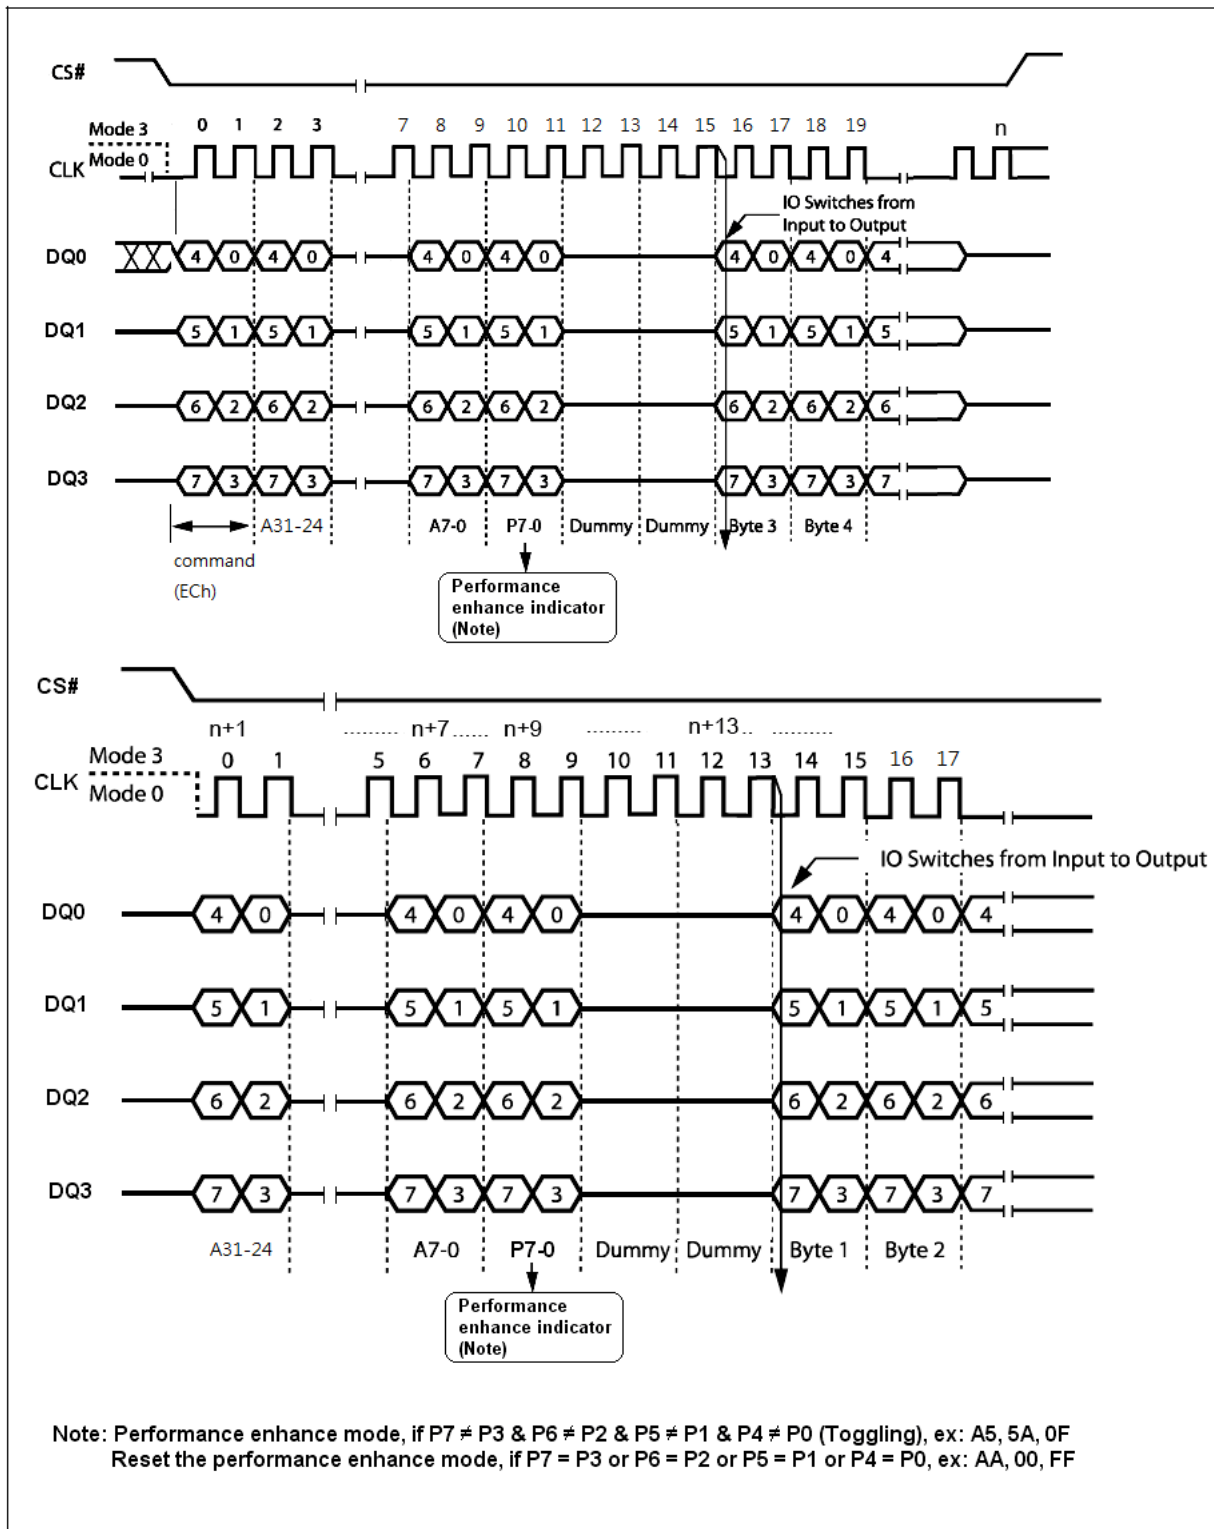 CS#
Mode 3
0 1 2 3 7 8 9 10 11 12 13 14 15 16 17 18 19 n
Mode 0
CLK
IO Switches from
Input to Output
DQ0 4 0 4 0 4 0 4 0 4 0 4 0 4
DQ1 5 1 5 1 5 1 5 1 5 1 5 1 5
DQ2 6 2 6 2 6 2 6 2 6 2 6 2 6
DQ3 7 3 7 3 7 3 7 3 7 3 7 3 7
A31-24 A7-0 P7-0 Dummy Dummy Byte 3 Byte 4
command
(ECh)
Performance
enhance indicator
(Note)
CS#
n+1 ......... n+7 ...... n+9 ......... n+13 .. .........
Mode 3
0 1 5 6 7 8 9 10 11 12 13 14 15 16 17
CLK
Mode 0
IO Switches from Input to Output
DQ0 4 0 4 0 4 0 4 0 4 0 4
DQ1 5 1 5 1 5 1 5 1 5 1 5
DQ2 6 2 6 2 6 2 6 2 6 2 6
DQ3 7 3 7 3 7 3 7 3 7 3 7
A31-24 A7-0 P7-0 Dummy Dummy Byte 1 Byte 2
Performance
enhance indicator
(Note)
Note: Performance enhance mode, if P7 ≠ P3 & P6 ≠ P2 & P5 ≠ P1 & P4 ≠ P0 (Toggling), ex: A5, 5A, 0F
Reset the performance enhance mode, if P7 = P3 or P6 = P2 or P5 = P1 or P4 = P0, ex: AA, 00, FF